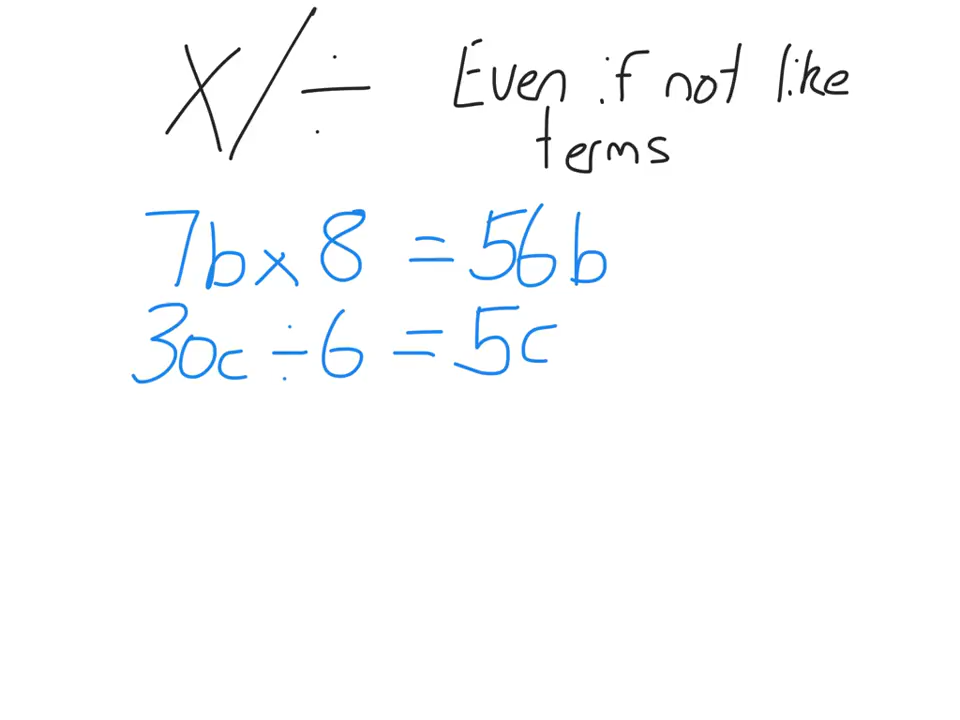 X/÷ Even if not like
terms
7b x 8 = 56b
30c ÷ 6 = 5c